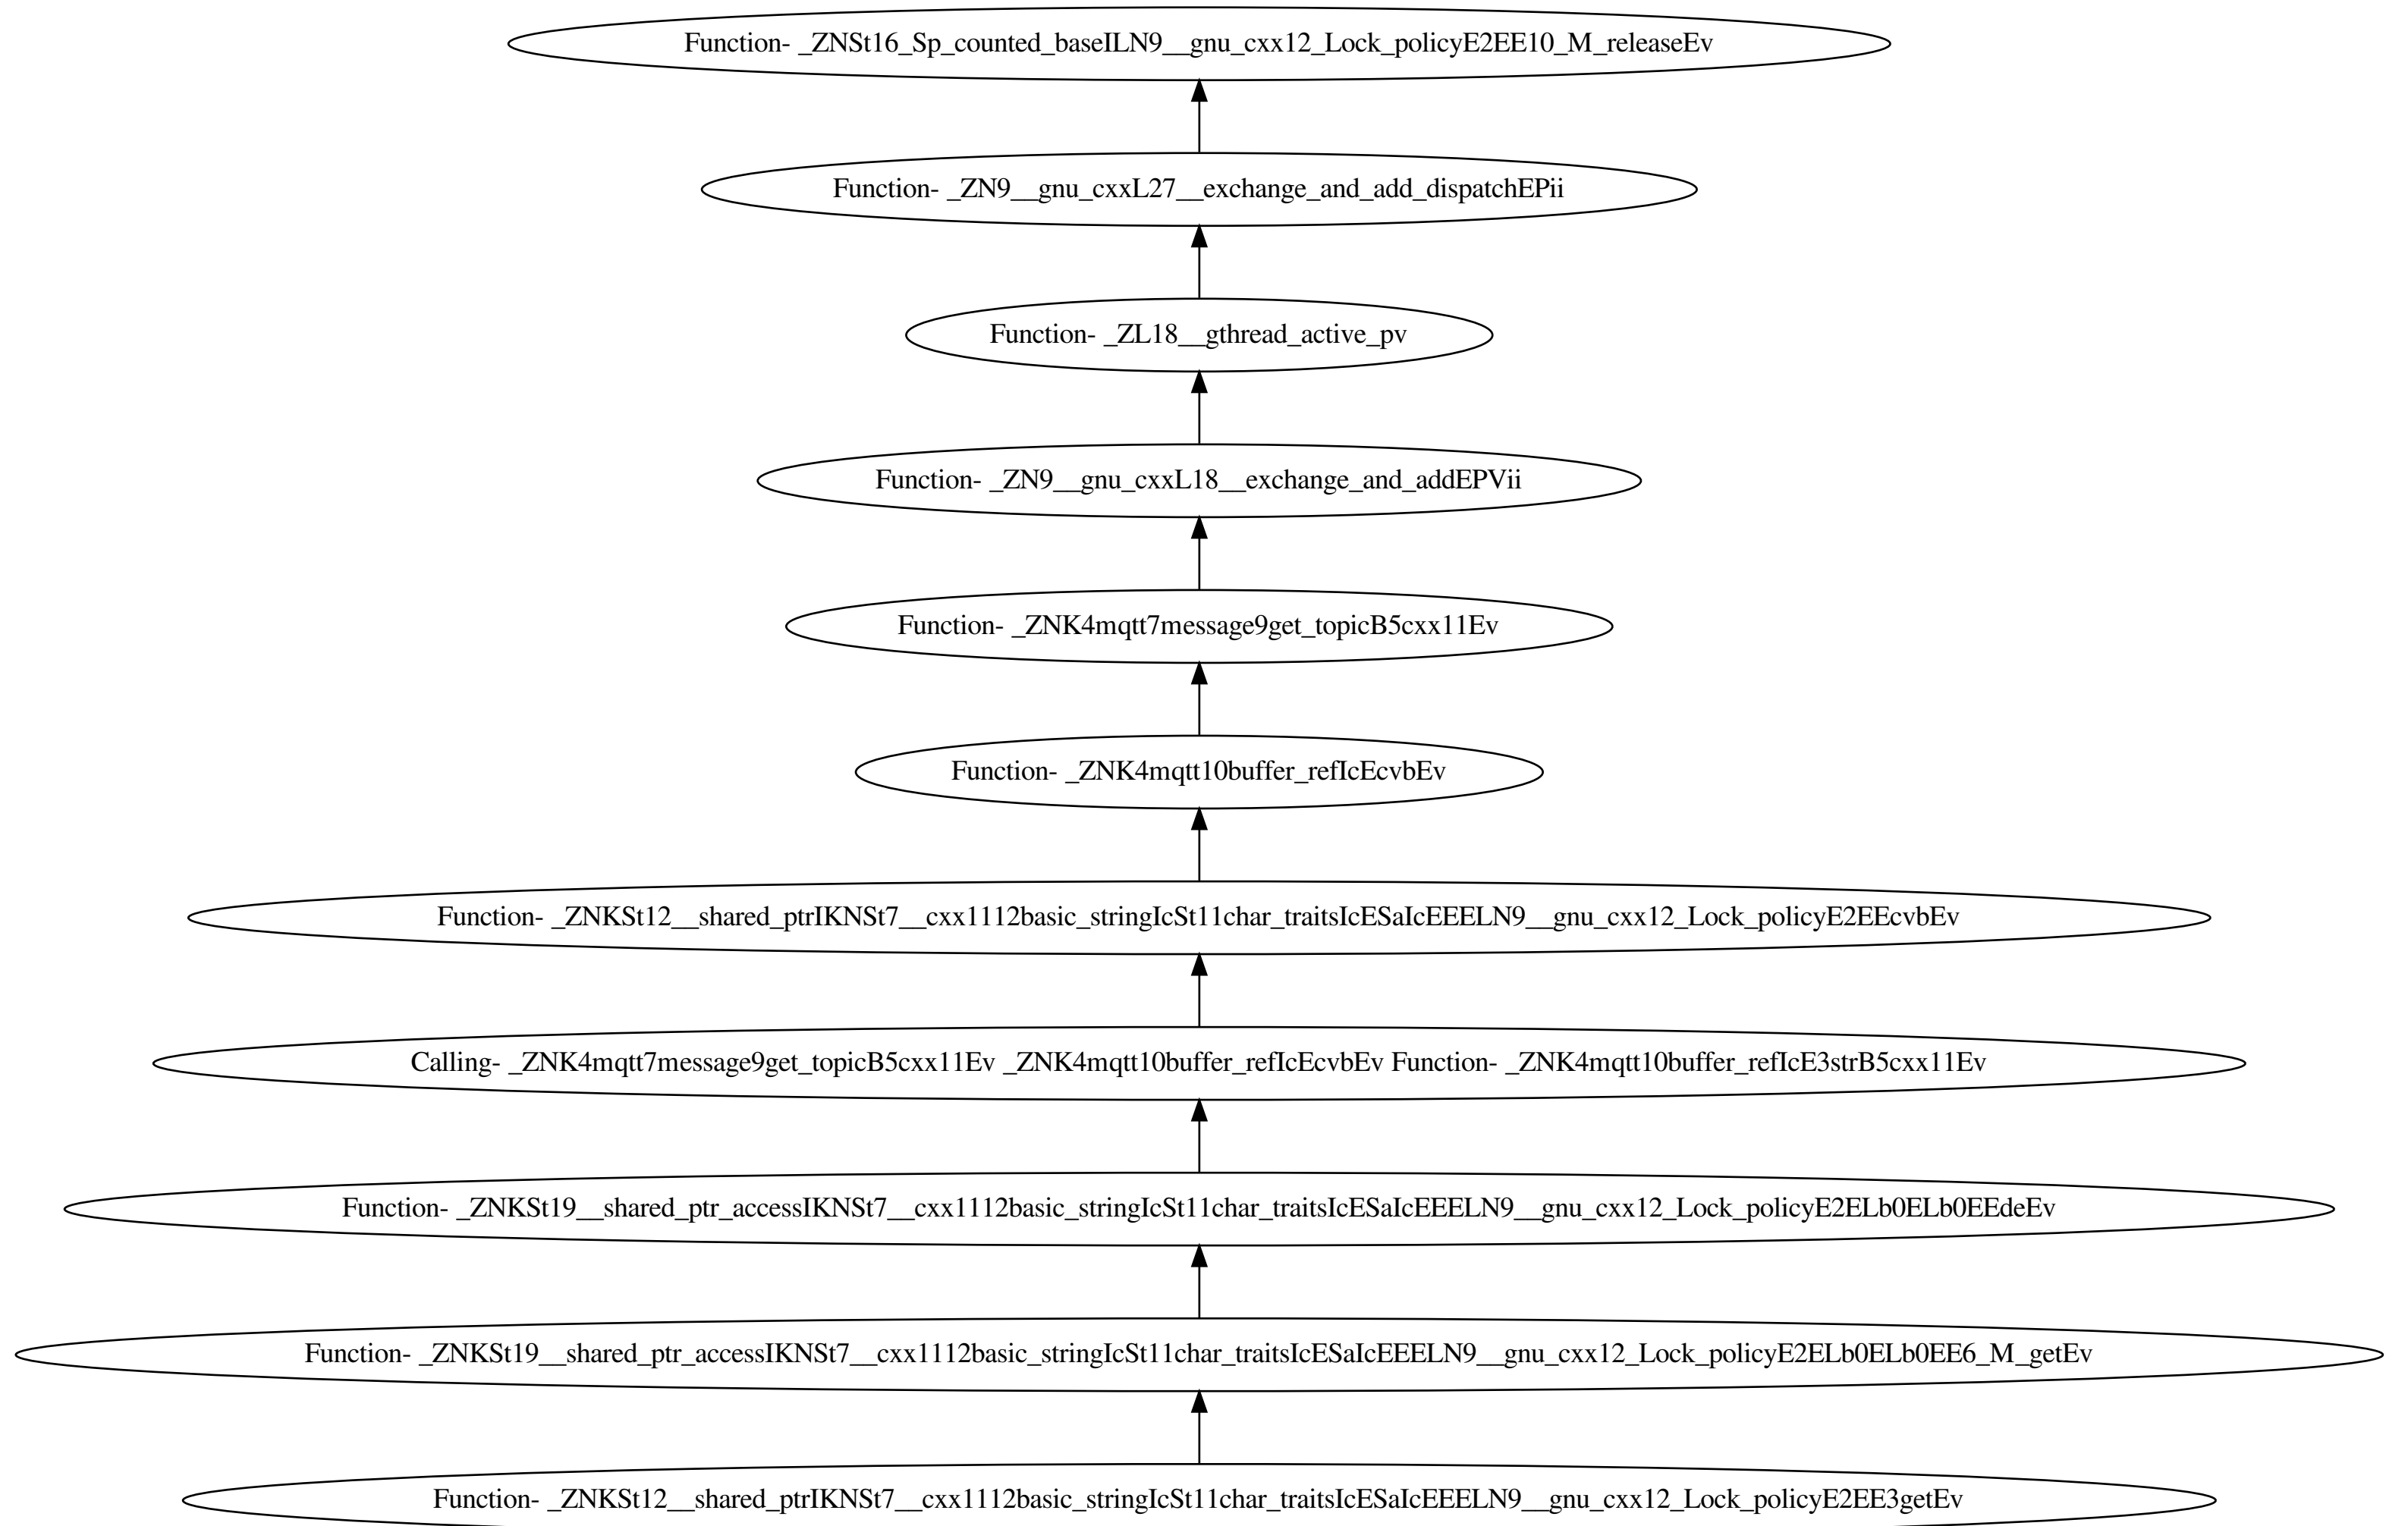 Function- _ZNSt16_Sp_counted_baseILN9__gnu_cxx12_Lock_policyE2EE10_M_releaseEv
Function- _ZN9__gnu_cxxL27__exchange_and_add_dispatchEPii
Function- _ZL18__gthread_active_pv
Function- _ZN9__gnu_cxxL18__exchange_and_addEPVii
Function- _ZNK4mqtt7message9get_topicB5cxx11Ev
Function- _ZNK4mqtt10buffer_refIcEcvbEv
Function- _ZNKSt12__shared_ptrIKNSt7__cxx1112basic_stringIcSt11char_traitsIcESaIcEEELN9__gnu_cxx12_Lock_policyE2EEcvbEv
Calling- _ZNK4mqtt7message9get_topicB5cxx11Ev _ZNK4mqtt10buffer_refIcEcvbEv Function- _ZNK4mqtt10buffer_refIcE3strB5cxx11Ev
Function- _ZNKSt19__shared_ptr_accessIKNSt7__cxx1112basic_stringIcSt11char_traitsIcESaIcEEELN9__gnu_cxx12_Lock_policyE2ELb0ELb0EEdeEv
Function- _ZNKSt19__shared_ptr_accessIKNSt7__cxx1112basic_stringIcSt11char_traitsIcESaIcEEELN9__gnu_cxx12_Lock_policyE2ELb0ELb0EE6_M_getEv
Function- _ZNKSt12__shared_ptrIKNSt7__cxx1112basic_stringIcSt11char_traitsIcESaIcEEELN9__gnu_cxx12_Lock_policyE2EE3getEv